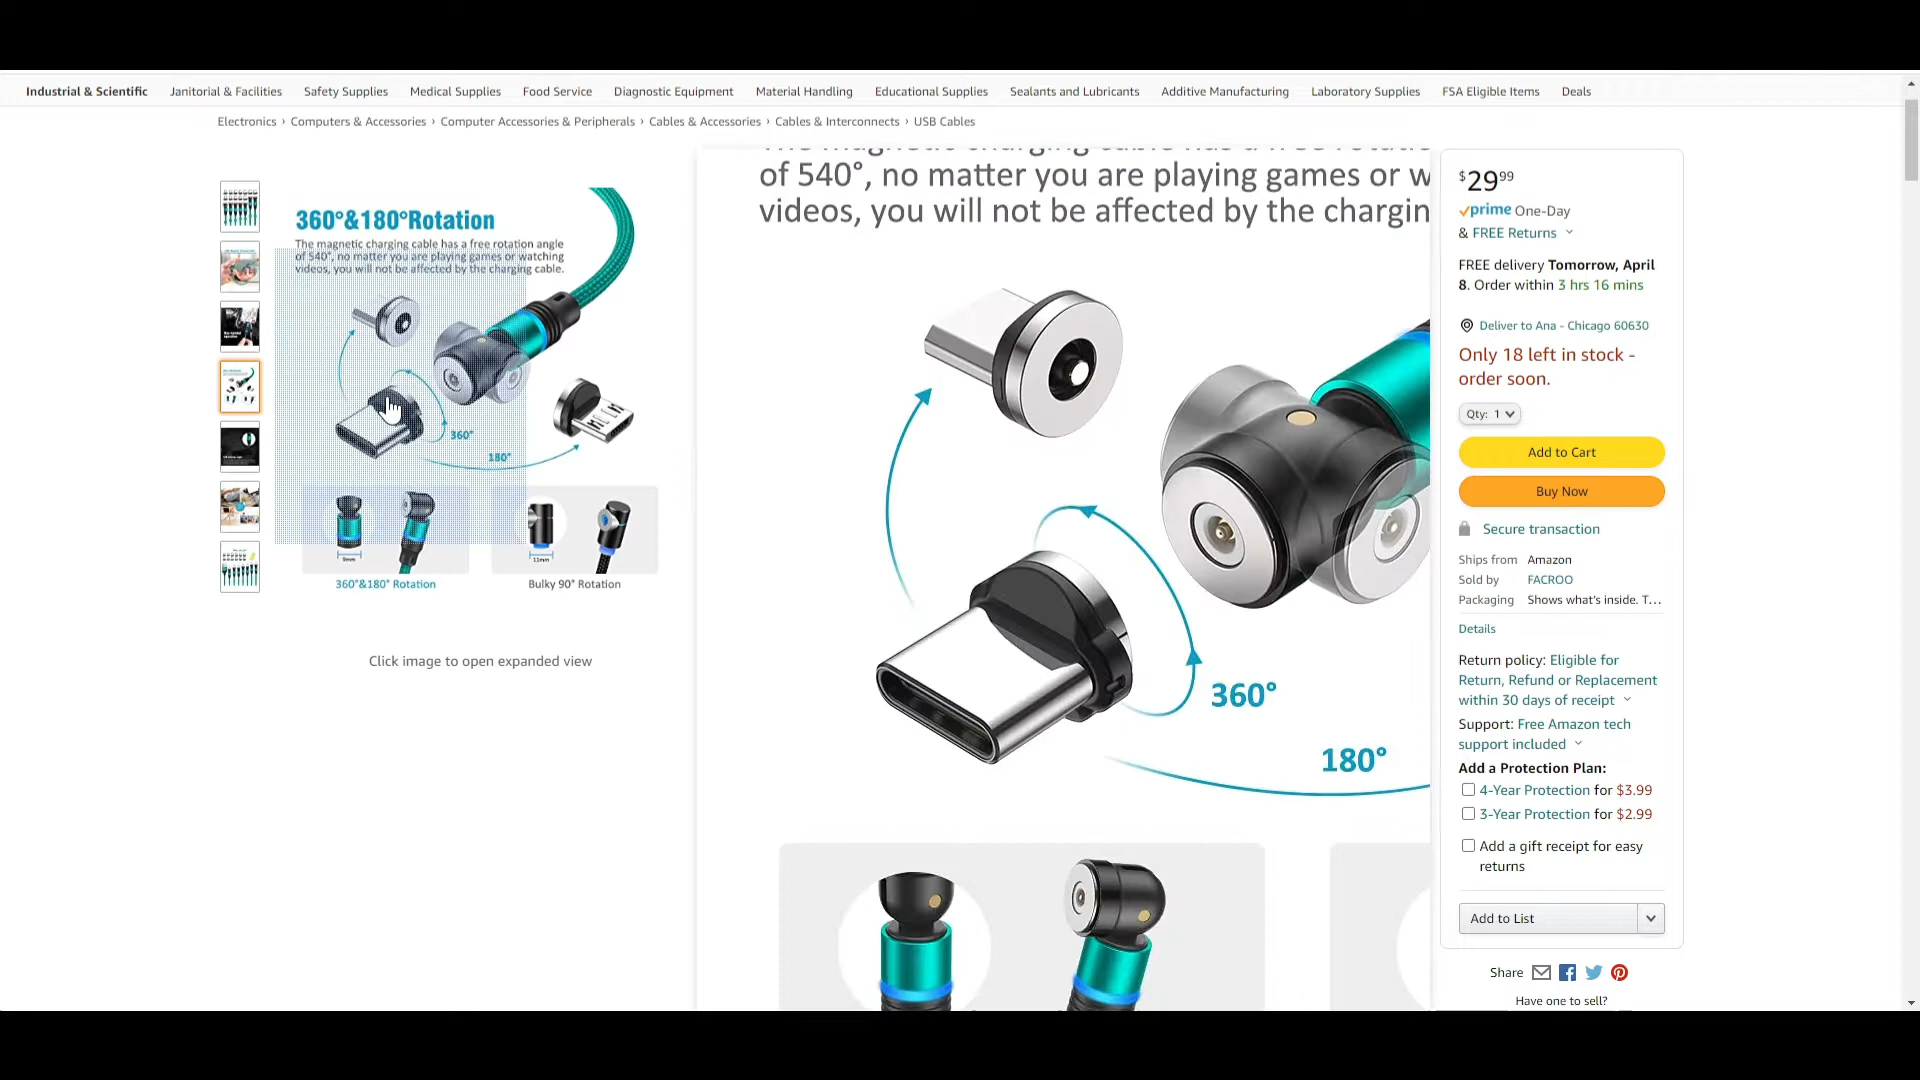 Industrial & Scientific Janitorial & Facilities Safety Supplies Medical Supplies Food Service Diagnostic Equipment Material Handling Educational Supplies Sealants and Lubricants Additive Manufacturing Laboratory Supplies FSA Eligible Items Deals
Electronics › Computers & Accessories › Computer Accessories & Peripherals › Cables & Accessories › Cables & Interconnects › USB Cables
360°&180°Rotation
The magnetic charging cable has a free rotation angle
of 540°, no matter you are playing games or watching
videos, you will not be affected by the charging cable.
360°
180°
9mm
11mm
360°&180° Rotation
Bulky 90° Rotation
Click image to open expanded view
of 540°, no matter you are playing games or w
videos, you will not be affected by the chargin
360°
180°
$2999
prime One-Day
& FREE Returns
FREE delivery Tomorrow, April
8. Order within 3 hrs 16 mins
Deliver to Ana - Chicago 60630
Only 18 left in stock -
order soon.
Qty: 1
Add to Cart
Buy Now
Secure transaction
Ships from Amazon
Sold by FACROO
Packaging Shows what's inside. T…
Details
Return policy: Eligible for
Return, Refund or Replacement
within 30 days of receipt
Support: Free Amazon tech
support included
Add a Protection Plan:
4-Year Protection for $3.99
3-Year Protection for $2.99
Add a gift receipt for easy
returns
Add to List
Share
Have one to sell?